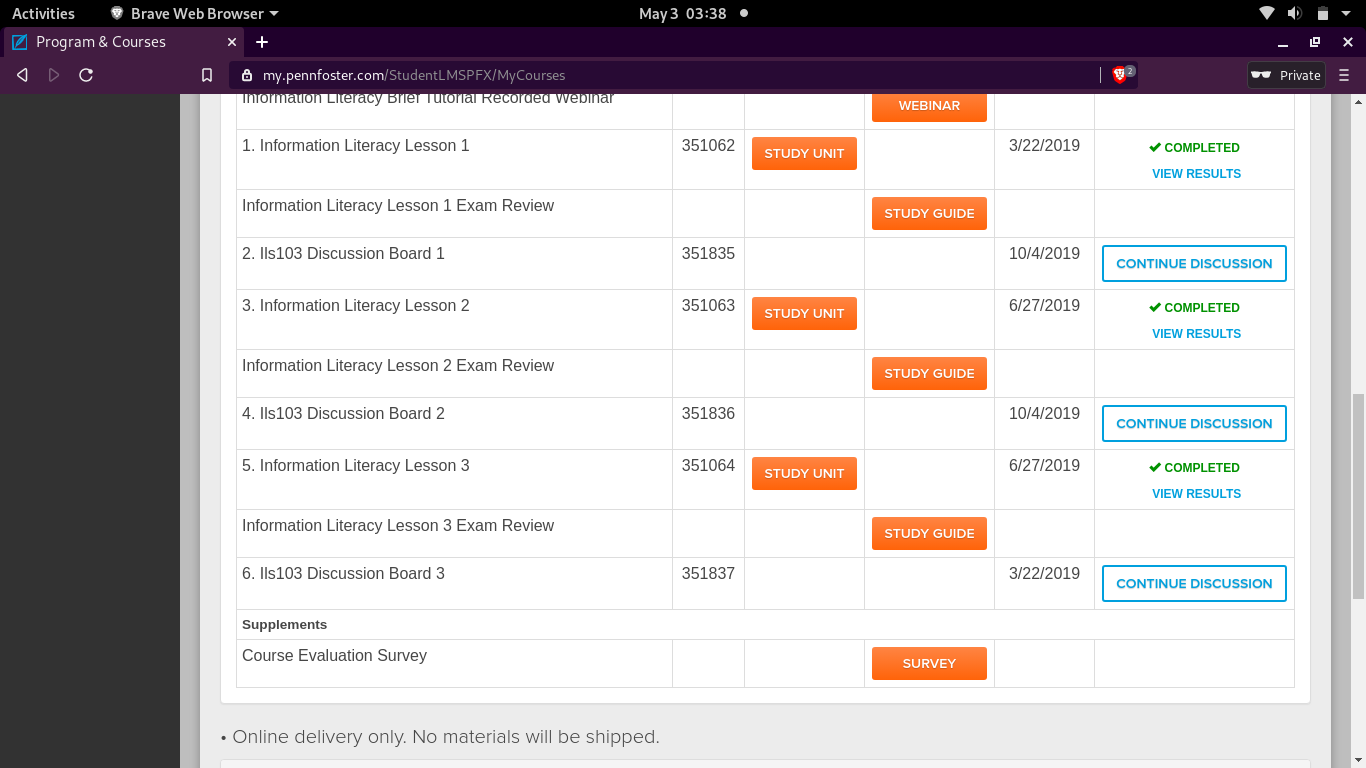 Activities Brave Web Browser May 3 03:38
Program & Courses
my.pennfoster.com/StudentLMSPFX/MyCourses 2 Private
Information Literacy Brief Tutorial Recorded Webinar WEBINAR
1. Information Literacy Lesson 1 351062 STUDY UNIT 3/22/2019 COMPLETED
VIEW RESULTS
Information Literacy Lesson 1 Exam Review STUDY GUIDE
2. Ils103 Discussion Board 1 351835 10/4/2019 CONTINUE DISCUSSION
3. Information Literacy Lesson 2 351063 STUDY UNIT 6/27/2019 COMPLETED
VIEW RESULTS
Information Literacy Lesson 2 Exam Review STUDY GUIDE
4. Ils103 Discussion Board 2 351836 10/4/2019 CONTINUE DISCUSSION
5. Information Literacy Lesson 3 351064 STUDY UNIT 6/27/2019 COMPLETED
VIEW RESULTS
Information Literacy Lesson 3 Exam Review STUDY GUIDE
6. Ils103 Discussion Board 3 351837 3/22/2019 CONTINUE DISCUSSION
Supplements
Course Evaluation Survey SURVEY
• Online delivery only. No materials will be shipped.